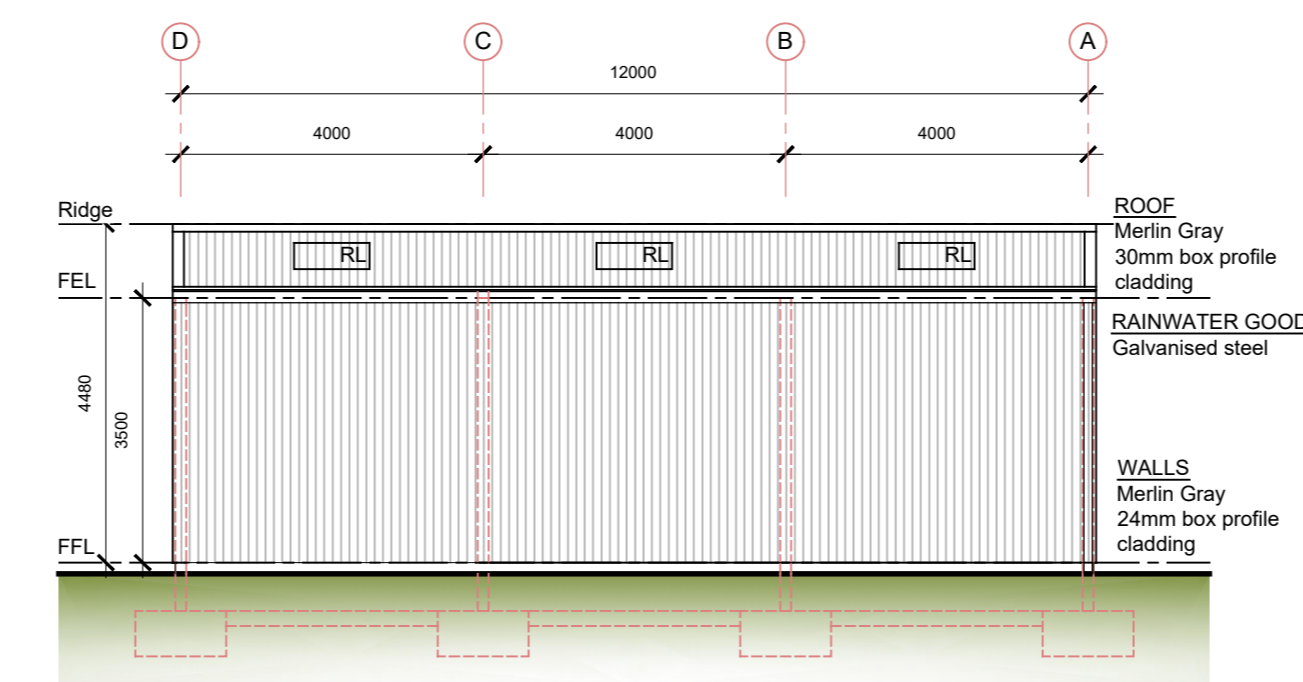 D C B A
12000
4000 4000 4000
Ridge
ROOF
Merlin Gray
30mm box profile
cladding
RL RL RL
FEL
RAINWATER GOOD
Galvanised steel
4480
3500
WALLS
Merlin Gray
24mm box profile
cladding
FFL